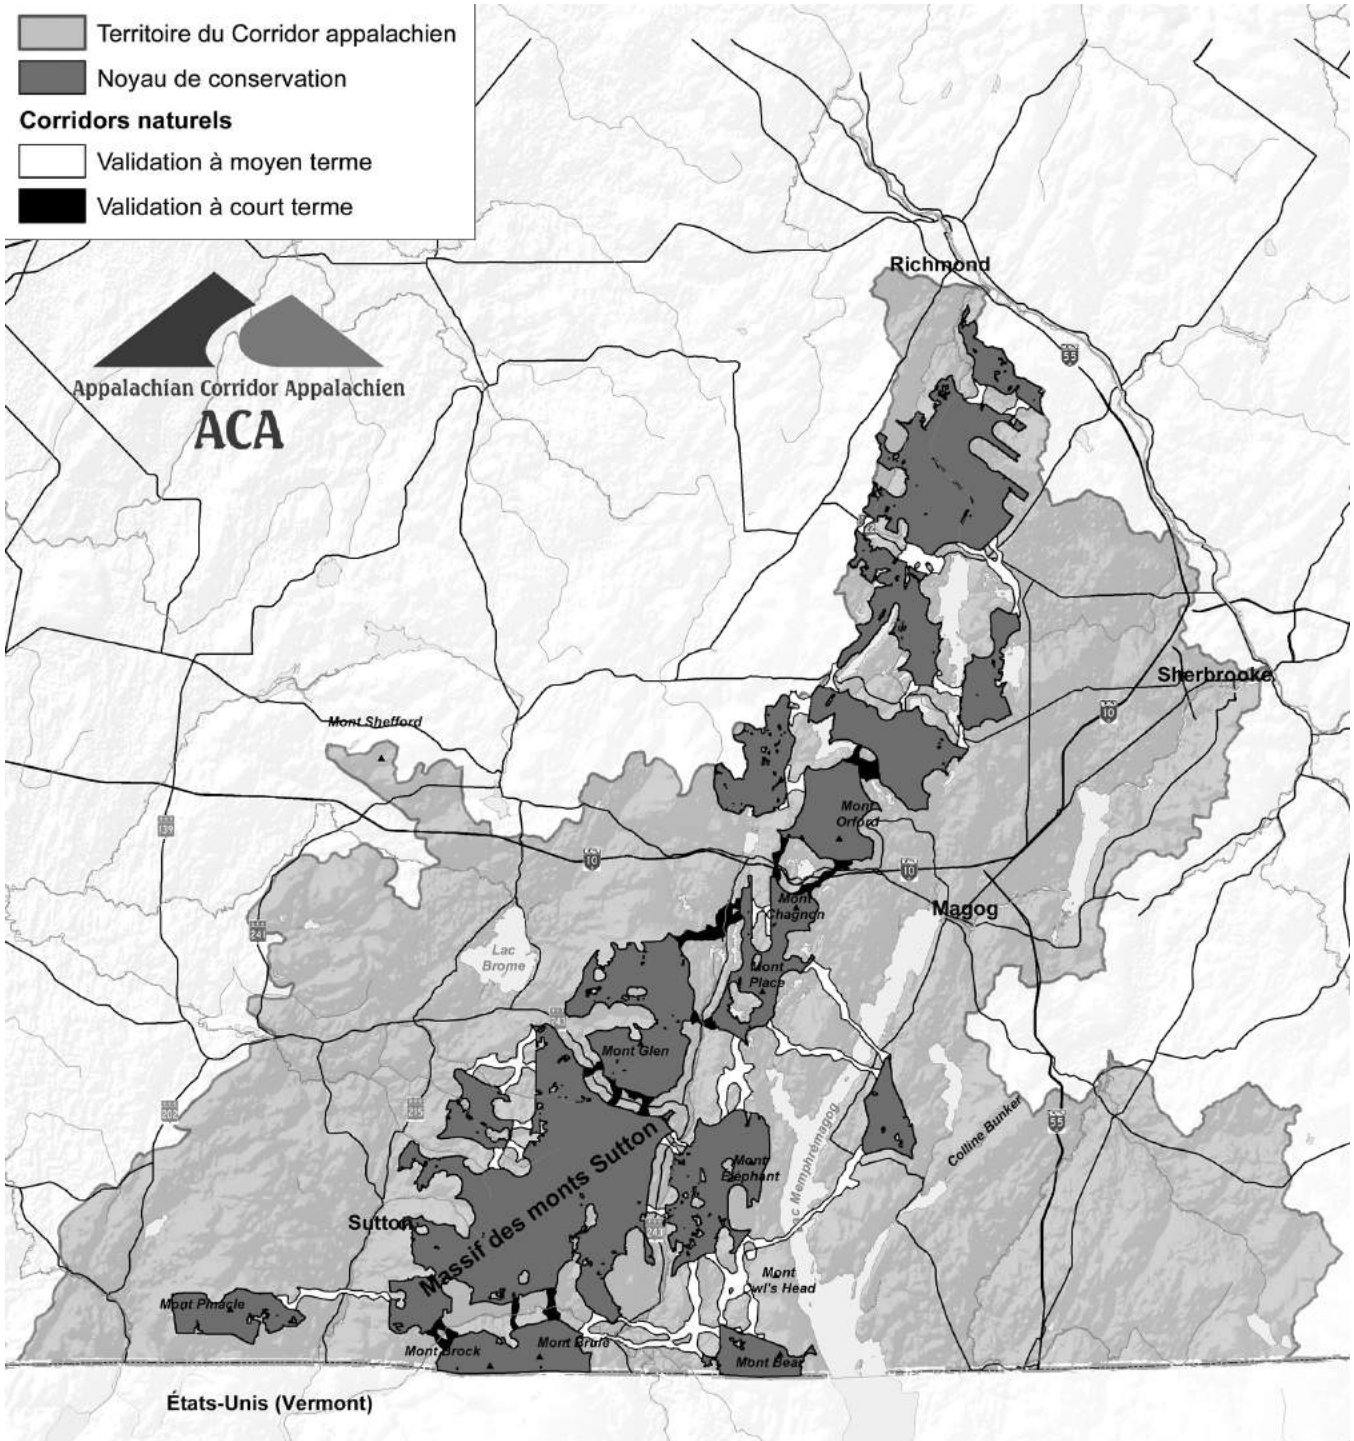 Territoire du Corridor appalachien
Noyau de conservation
Corridors naturels
Validation à moyen terme
Validation à court terme
Appalachian Corridor Appalachien
ACA
Richmond
55
Sherbrooke
Mont Shefford
10
139
Mont
Orford
10
10
Magog
Mont
Chagnon
241
Lac
Brome
Mont
Place
243
Mont Glen
202
215
Lac Memphrémagog
Colline Bunker
55
Mont
Éléphant
Massif des monts Sutton
Sutton
243
Mont
Owl's Head
Mont Pinacle
Mont Brock
Mont Brule
Mont Bear
États-Unis (Vermont)